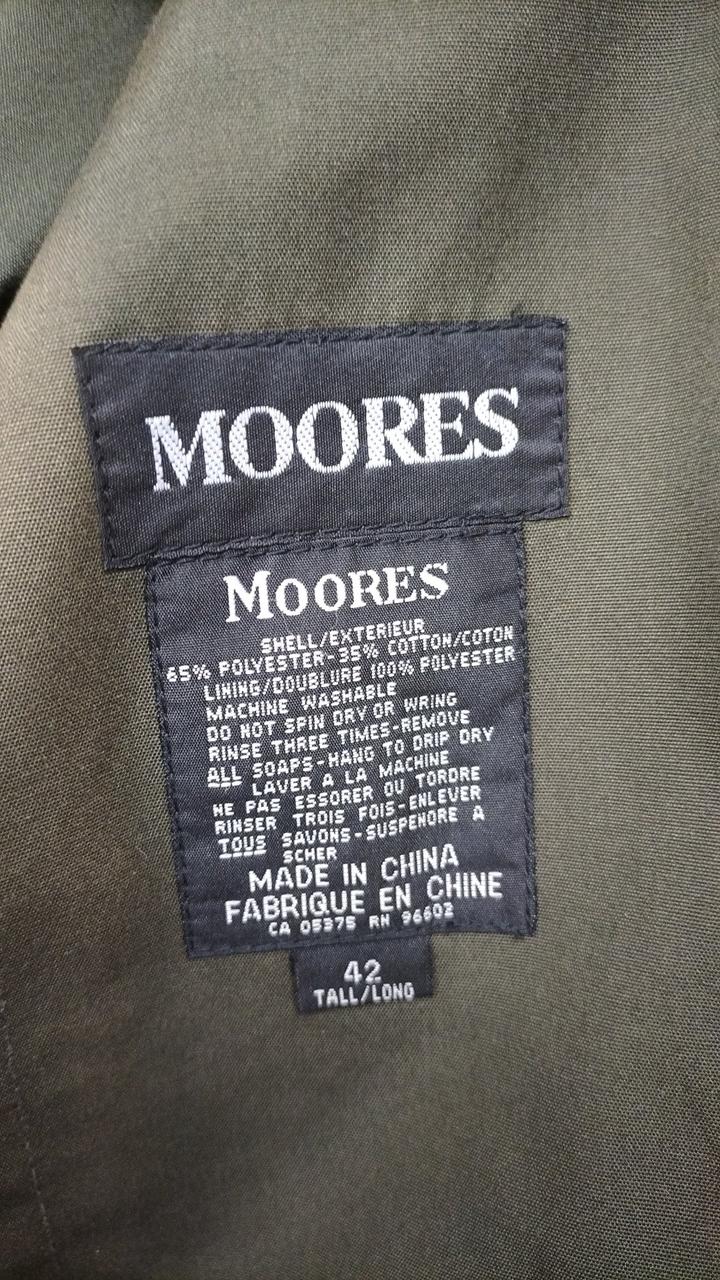 MOORES
MOORES
SHELL/EXTERIEUR
65% POLYESTER-35% COTTON/COTON
LINING/DOUBLURE 100% POLYESTER
MACHINE WASHABLE
DO NOT SPIN DRY OR WRING
RINSE THREE TIMES-REMOVE
ALL SOAPS-HANG TO DRIP DRY
LAVER A LA MACHINE
NE PAS ESSORER OU TORDRE
RINSER TROIS FOIS-ENLEVER
TOUS SAVONS-SUSPENORE A
SCHER
MADE IN CHINA
FABRIQUE EN CHINE
CA 05375 RN 96602
42
TALL/LONG